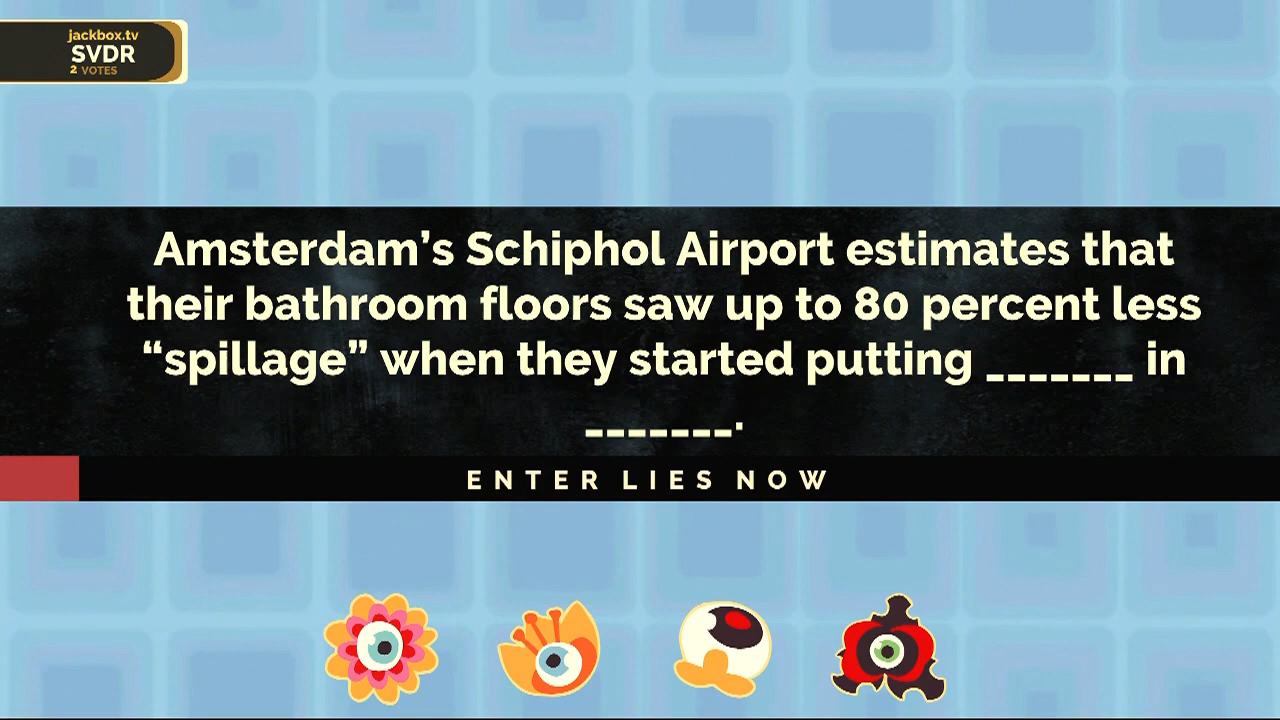 jackbox.tv
SVDR
2 VOTES
Amsterdam’s Schiphol Airport estimates that
their bathroom floors saw up to 80 percent less
“spillage” when they started putting _______ in
_______.
ENTER LIES NOW